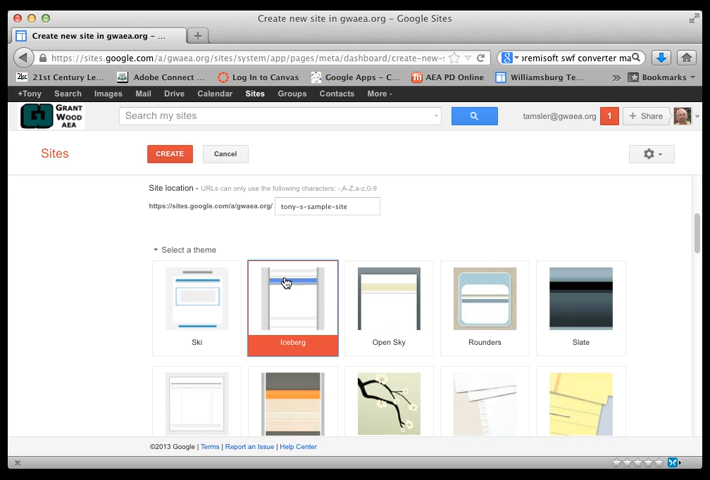 Create new site in gwaea.org – Google Sites
Create new site in gwaea.org – ...
https://sites.google.com/a/gwaea.org/sites/system/app/pages/meta/dashboard/create-new-s
premisoft swf converter ma
21st Century Le...
Adobe Connect ...
Log In to Canvas
Google Apps - C...
AEA PD Online
Williamsburg Te...
Bookmarks
+Tony Search Images Mail Drive Calendar Sites Groups Contacts More
GRANT
WOOD
AEA
Search my sites
tamsler@gwaea.org
1
+ Share
Sites
CREATE
Cancel
Site location - URLs can only use the following characters: -,A-Z,a-z,0-9
https://sites.google.com/a/gwaea.org/ tony-s-sample-site
Select a theme
Ski
Iceberg
Open Sky
Rounders
Slate
©2013 Google | Terms | Report an Issue | Help Center